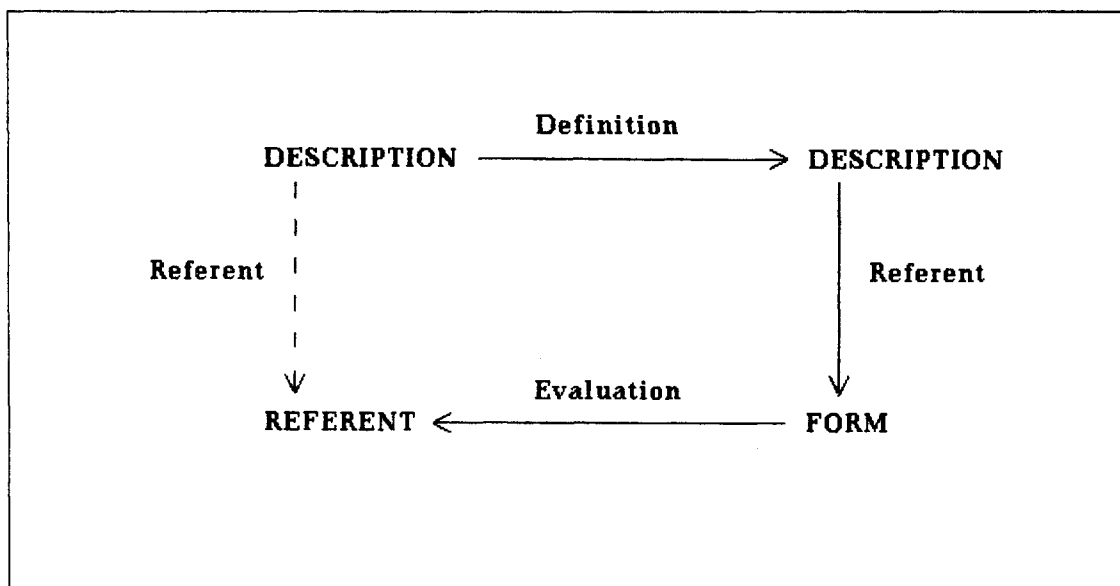 Definition
DESCRIPTION DESCRIPTION
Referent Referent
Evaluation
REFERENT FORM